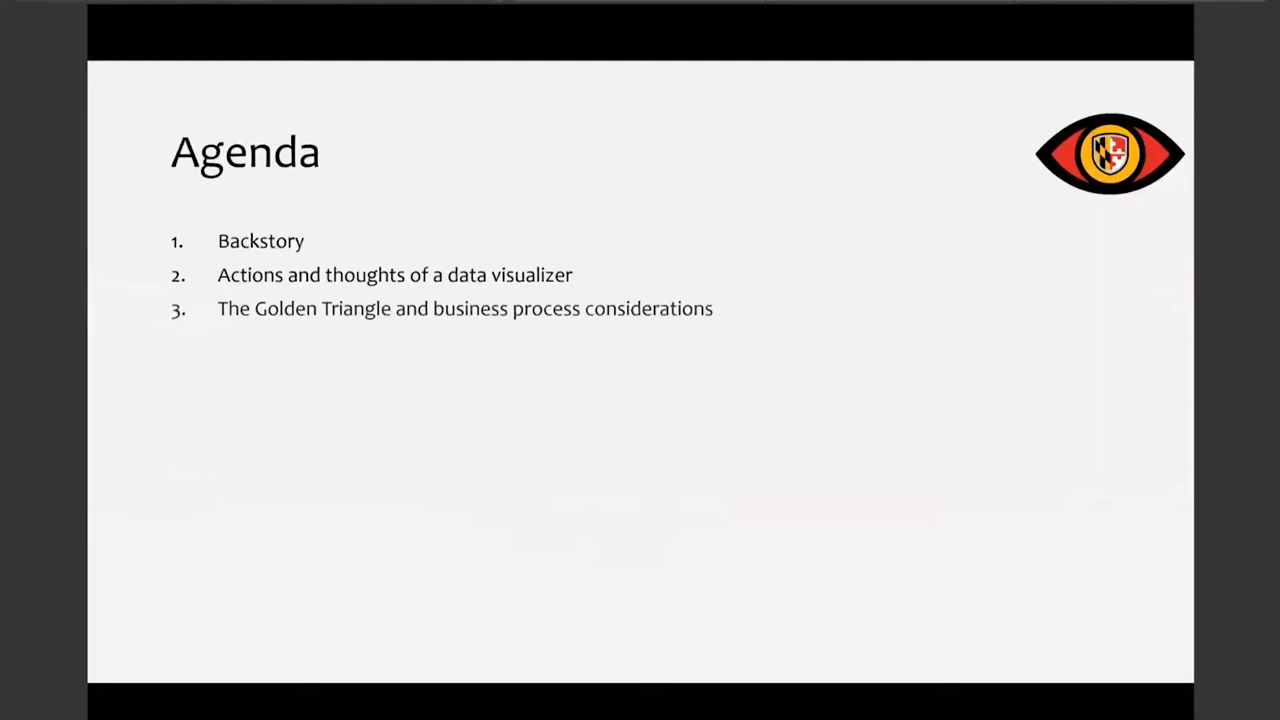 Agenda
1. Backstory
2. Actions and thoughts of a data visualizer
3. The Golden Triangle and business process considerations